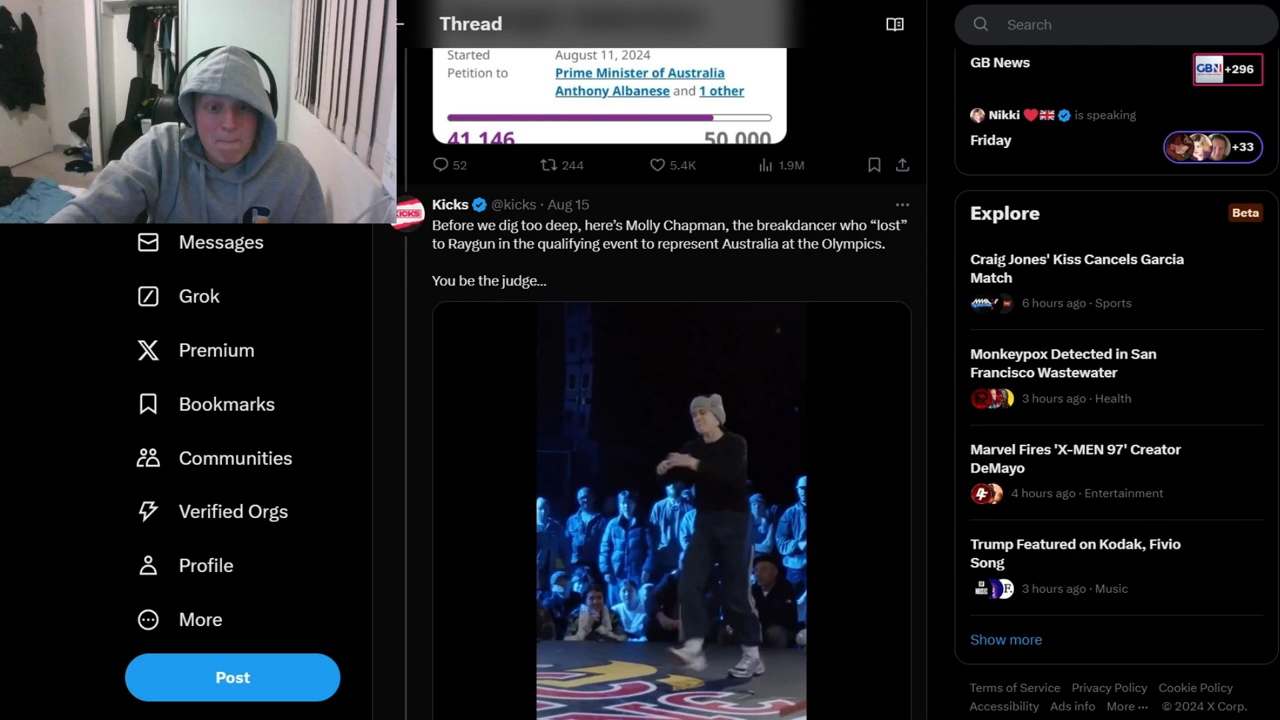 Thread
Started August 11, 2024
Petition to Prime Minister of Australia
Anthony Albanese and 1 other
41,146 50,000
52 244 5.4K 1.9M
Kicks @kicks · Aug 15 ···
Before we dig too deep, here's Molly Chapman, the breakdancer who “lost”
to Raygun in the qualifying event to represent Australia at the Olympics.
You be the judge...
KICKS
Messages
Grok
Premium
Bookmarks
Communities
Verified Orgs
Profile
More
Post
Search
GB News
GBN +296
Nikki ❤️🇬🇧 is speaking
Friday
+33
Explore Beta
Craig Jones' Kiss Cancels Garcia
Match
6 hours ago · Sports
Monkeypox Detected in San
Francisco Wastewater
3 hours ago · Health
Marvel Fires 'X-MEN 97' Creator
DeMayo
4 hours ago · Entertainment
Trump Featured on Kodak, Fivio
Song
3 hours ago · Music
Show more
Terms of Service Privacy Policy Cookie Policy
Accessibility Ads info More ··· © 2024 X Corp.